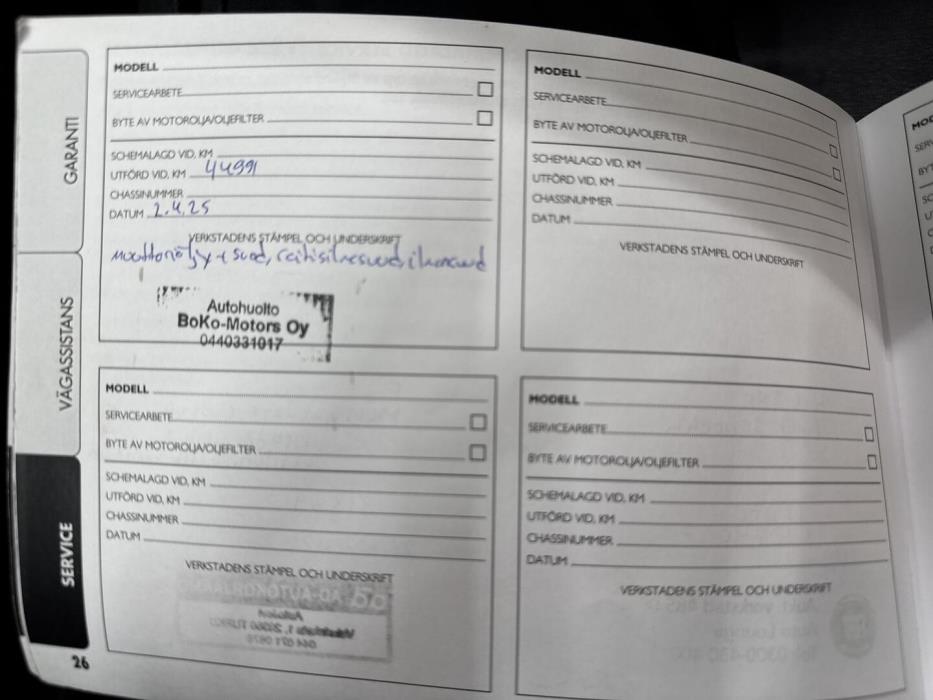 GARANTI
VÄGASSISTANS
SERVICE
26
MODELL
SERVICEARBETE
BYTE AV MOTOROLJA/OLJEFILTER
SCHEMALAGD VID, KM
UTFÖRD VID, KM 44991
CHASSINUMMER
DATUM 2.4.25
VERKSTADENS STÄMPEL OCH UNDERSKRIFT
Autohuolto
BoKo-Motors Oy
0440331017
MODELL
SERVICEARBETE
BYTE AV MOTOROLJA/OLJEFILTER
SCHEMALAGD VID, KM
UTFÖRD VID, KM
CHASSINUMMER
DATUM
VERKSTADENS STÄMPEL OCH UNDERSKRIFT
MODELL
SERVICEARBETE
BYTE AV MOTOROLJA/OLJEFILTER
SCHEMALAGD VID, KM
UTFÖRD VID, KM
CHASSINUMMER
DATUM
VERKSTADENS STÄMPEL OCH UNDERSKRIFT
MODELL
SERVICEARBETE
BYTE AV MOTOROLJA/OLJEFILTER
SCHEMALAGD VID, KM
UTFÖRD VID, KM
CHASSINUMMER
DATUM
VERKSTADENS STÄMPEL OCH UNDERSKRIFT